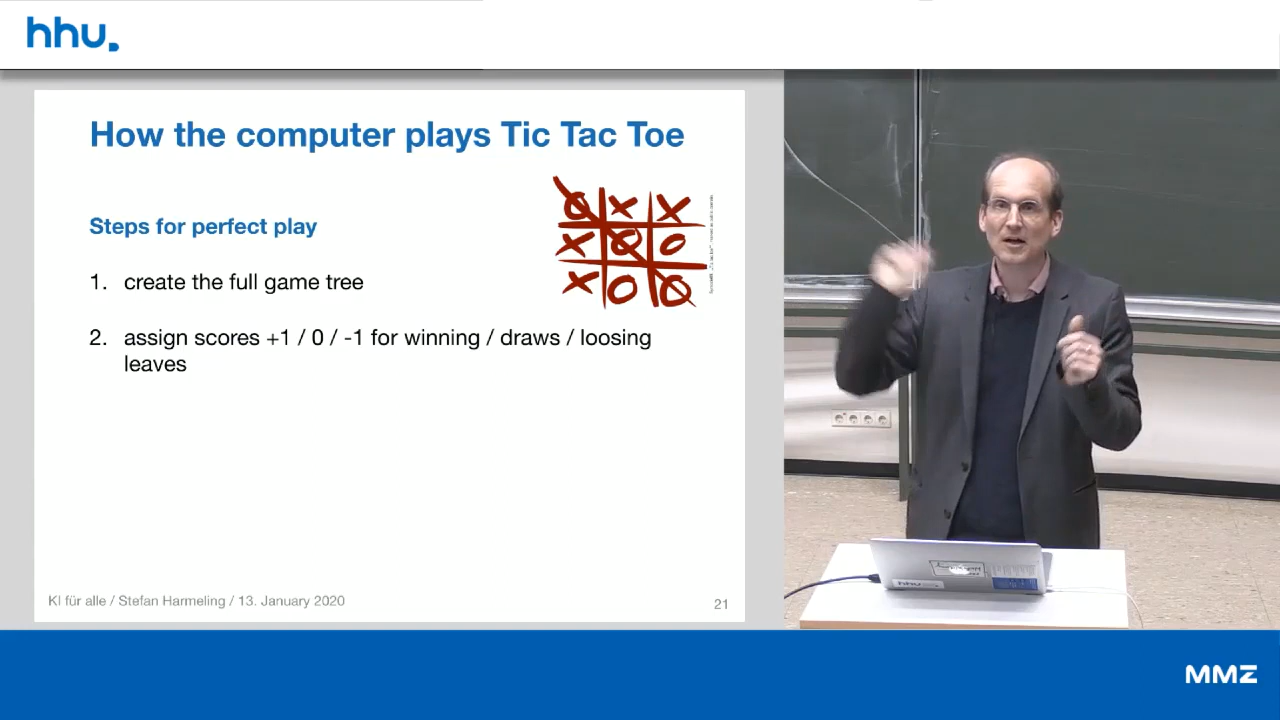 hhu.
How the computer plays Tic Tac Toe
Steps for perfect play
1. create the full game tree
2. assign scores +1 / 0 / -1 for winning / draws / loosing
leaves
O X X
X O O
X O O
KI für alle / Stefan Harmeling / 13. January 2020
21
hhu
MMZ